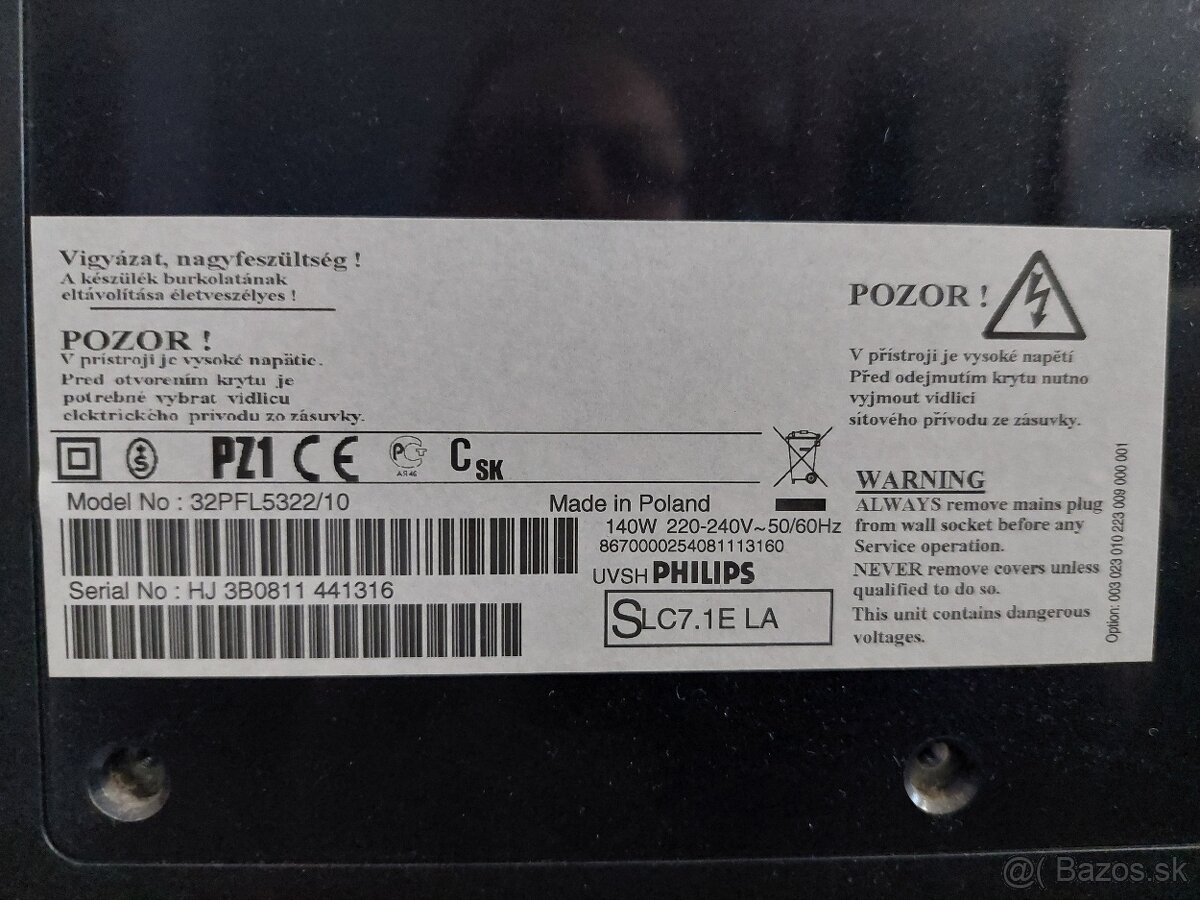 Vigyázat, nagyfeszültség !
A készülék burkolatának
eltávolítása életveszélyes !
POZOR !
V prístroji je vysoké napätie.
Pred otvorením krytu je
potrebné vybrat vidlicu
elektrického prívodu zo zásuvky.
POZOR !
V přístroji je vysoké napětí
Před odejmutím krytu nutno
vyjmout vidlici
síťového přívodu ze zásuvky.
S PZ1 CE PCT C SK
Model No : 32PFL5322/10
Made in Poland
140W 220-240V~50/60Hz
8670000254081113160
Serial No : HJ 3B0811 441316
UVSH PHILIPS
SLC7.1E LA
WARNING
ALWAYS remove mains plug
from wall socket before any
Service operation.
NEVER remove covers unless
qualified to do so.
This unit contains dangerous
voltages.
Option: 003 023 010 223 009 000 001
@( Bazos.sk